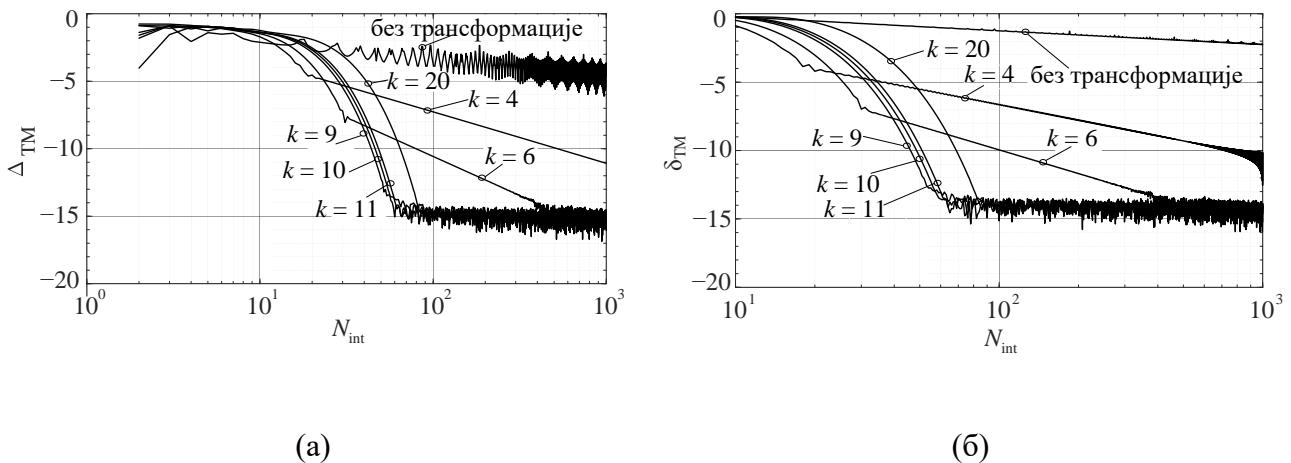 0
−5
−10
−15
−20
Δ_TM
без трансформације
k = 20
k = 4
k = 9
k = 6
k = 10
k = 11
10^0
10^1
10^2
10^3
N_int
(а)
0
−5
−10
−15
−20
δ_TM
k = 20
без трансформације
k = 4
k = 9
k = 6
k = 10
k = 11
10^1
10^2
10^3
N_int
(б)